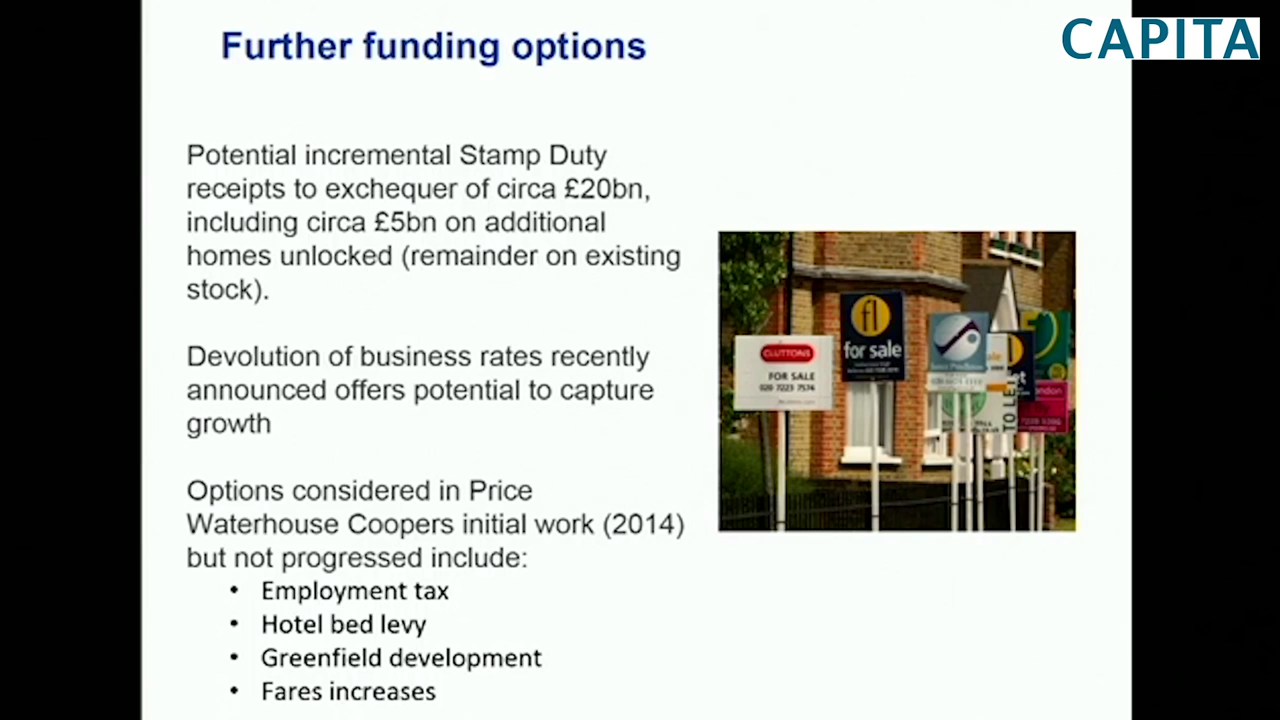 Further funding options
CAPITA
Potential incremental Stamp Duty
receipts to exchequer of circa £20bn,
including circa £5bn on additional
homes unlocked (remainder on existing
stock).
Devolution of business rates recently
announced offers potential to capture
growth
Options considered in Price
Waterhouse Coopers initial work (2014)
but not progressed include:
• Employment tax
• Hotel bed levy
• Greenfield development
• Fares increases
CLUTTONS
FOR SALE
020 7223 7574
fl
for sale
TO LET